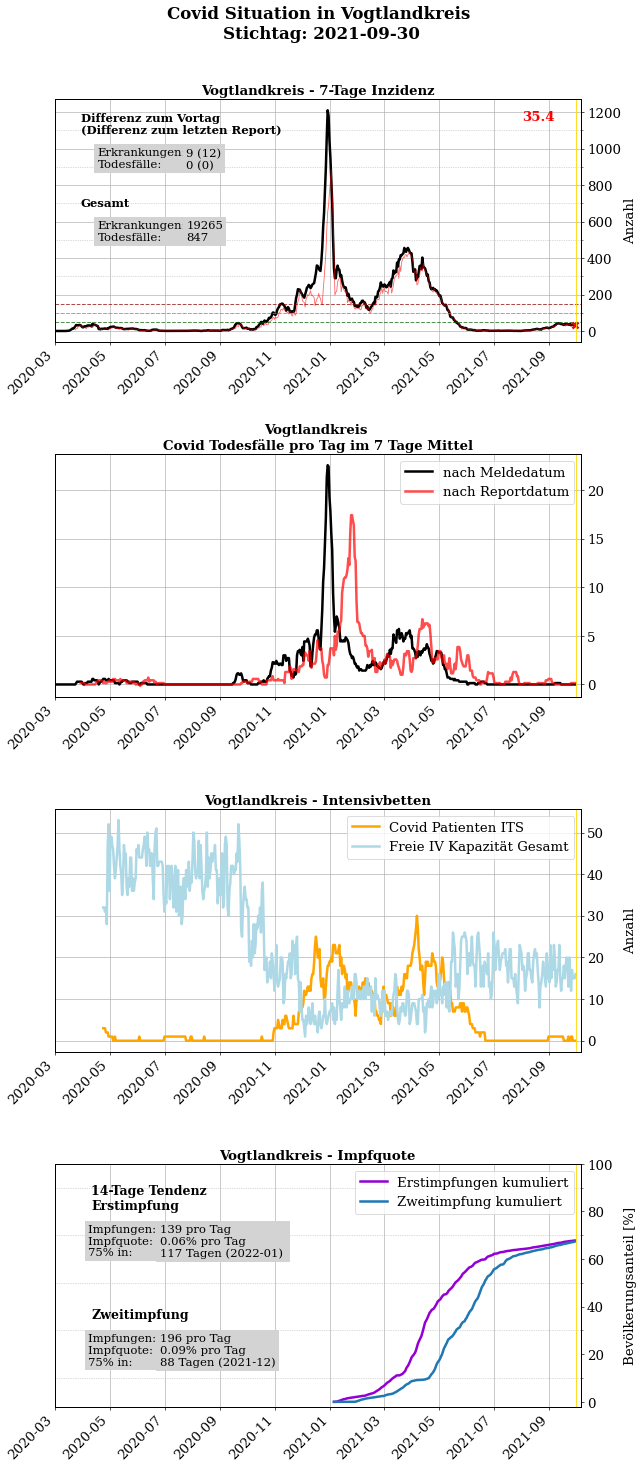 Covid Situation in Vogtlandkreis
Stichtag: 2021-09-30
Vogtlandkreis - 7-Tage Inzidenz
Differenz zum Vortag
(Differenz zum letzten Report)
Erkrankungen 9 (12)
Todesfälle: 0 (0)
Gesamt
Erkrankungen 19265
Todesfälle: 847
35.4
1200
1000
800
600
400
200
0
Anzahl
2020-03 2020-05 2020-07 2020-09 2020-11 2021-01 2021-03 2021-05 2021-07 2021-09
Vogtlandkreis
Covid Todesfälle pro Tag im 7 Tage Mittel
nach Meldedatum
nach Reportdatum
20
15
10
5
0
2020-03 2020-05 2020-07 2020-09 2020-11 2021-01 2021-03 2021-05 2021-07 2021-09
Vogtlandkreis - Intensivbetten
Covid Patienten ITS
Freie IV Kapazität Gesamt
50
40
30
20
10
0
Anzahl
2020-03 2020-05 2020-07 2020-09 2020-11 2021-01 2021-03 2021-05 2021-07 2021-09
Vogtlandkreis - Impfquote
14-Tage Tendenz
Erstimpfung
Impfungen: 139 pro Tag
Impfquote: 0.06% pro Tag
75% in: 117 Tagen (2022-01)
Zweitimpfung
Impfungen: 196 pro Tag
Impfquote: 0.09% pro Tag
75% in: 88 Tagen (2021-12)
Erstimpfungen kumuliert
Zweitimpfung kumuliert
100
80
60
40
20
0
Bevölkerungsanteil [%]
2020-03 2020-05 2020-07 2020-09 2020-11 2021-01 2021-03 2021-05 2021-07 2021-09